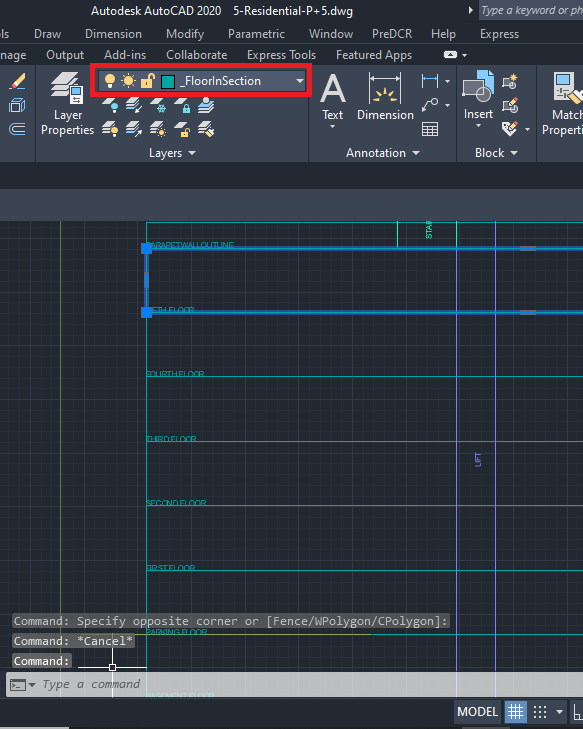 Autodesk AutoCAD 2020 5-Residential-P+5.dwg Type a keyword or ph
ls Draw Dimension Modify Parametric Window PreDCR Help Express
nage Output Add-ins Collaborate Express Tools Featured Apps
_FloorInSection
Layer Properties
Text Dimension
Insert
Match Properti
Layers Annotation Block
STAI
PARAPETWALLOUTLINE
FIFTH FLOOR
FOURTH FLOOR
THIRD FLOOR
LIFT
SECOND FLOOR
FIRST FLOOR
Command: Specify opposite corner or [Fence/WPolygon/CPolygon]:
PARKING FLOOR
Command: *Cancel*
Command:
Type a command
BASEMENT FLOOR
MODEL